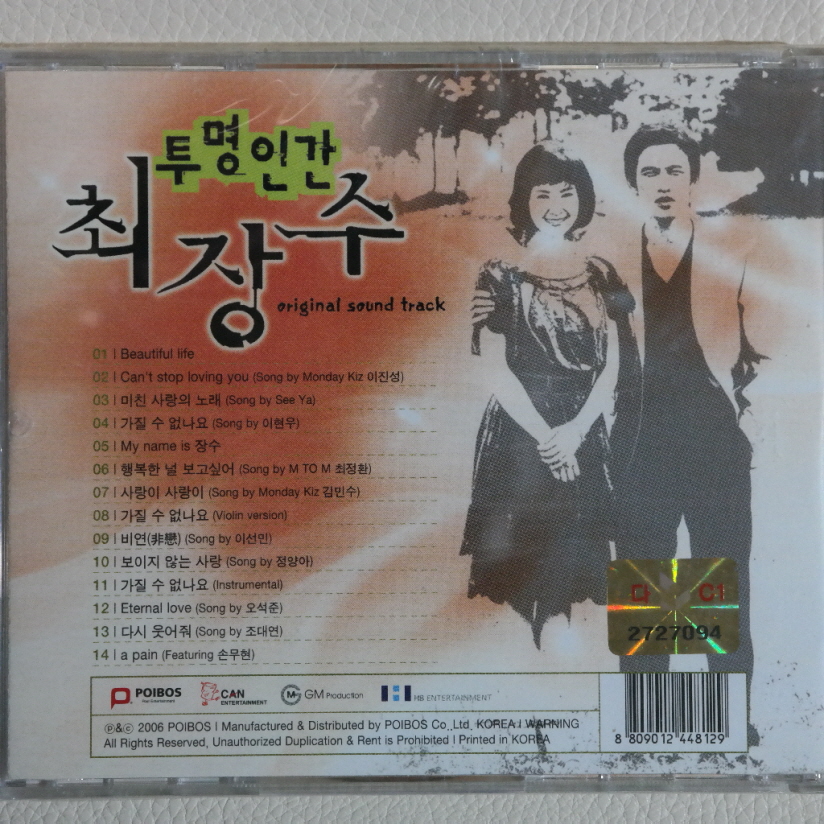 투명인간
최장수
original sound track
01 | Beautiful life
02 | Can't stop loving you (Song by Monday Kiz 이진성)
03 | 미친 사랑의 노래 (Song by See Ya)
04 | 가질 수 없나요 (Song by 이현우)
05 | My name is 장수
06 | 행복한 널 보고싶어 (Song by M TO M 최정환)
07 | 사랑이 사랑이 (Song by Monday Kiz 김민수)
08 | 가질 수 없나요 (Violin version)
09 | 비연(非戀) (Song by 이선민)
10 | 보이지 않는 사랑 (Song by 정양아)
11 | 가질 수 없나요 (Instrumental)
12 | Eternal love (Song by 오석준)
13 | 다시 웃어줘 (Song by 조대연)
14 | a pain (Featuring 손무현)
다 C1
2727094
POIBOS
CAN ENTERTAINMENT
GM Production
HB ENTERTAINMENT
℗&© 2006 POIBOS | Manufactured & Distributed by POIBOS Co.,Ltd, KOREA | WARNING
All Rights Reserved, Unauthorized Duplication & Rent is Prohibited | Printed in KOREA
8 809012 448129